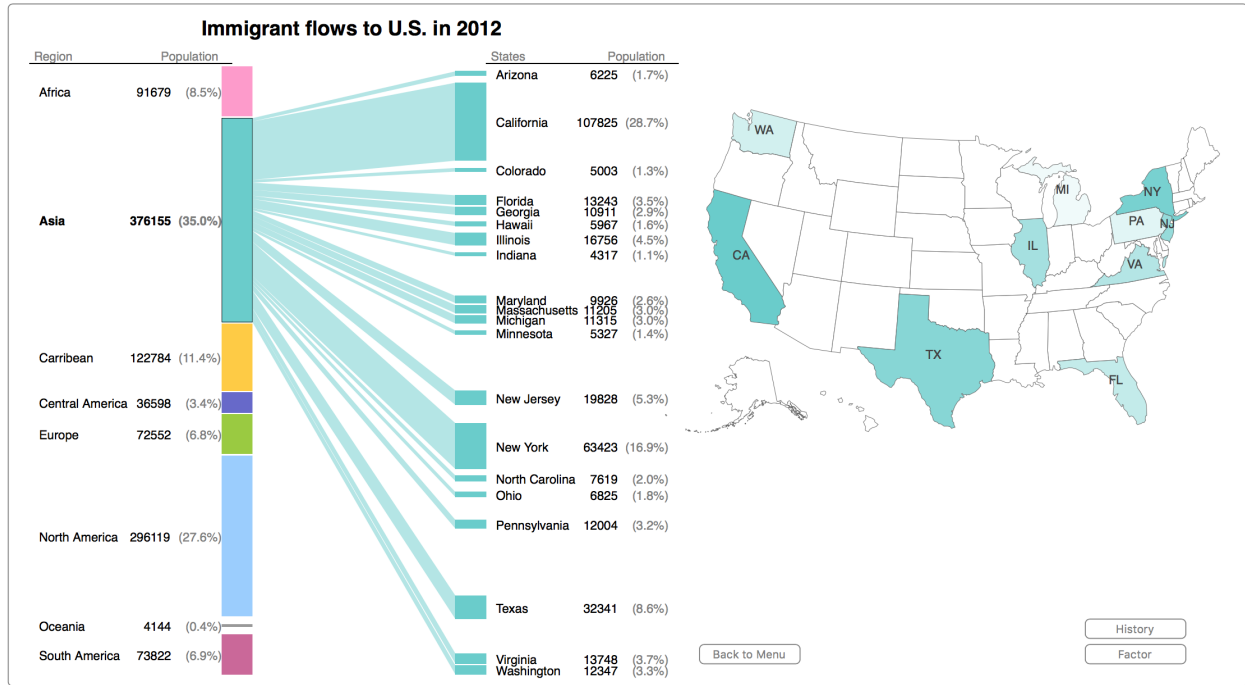 Immigrant flows to U.S. in 2012
Region Population
Africa 91679 (8.5%)
Asia 376155 (35.0%)
Carribean 122784 (11.4%)
Central America 36598 (3.4%)
Europe 72552 (6.8%)
North America 296119 (27.6%)
Oceania 4144 (0.4%)
South America 73822 (6.9%)
States Population
Arizona 6225 (1.7%)
California 107825 (28.7%)
Colorado 5003 (1.3%)
Florida 13243 (3.5%)
Georgia 10911 (2.9%)
Hawaii 5967 (1.6%)
Illinois 16756 (4.5%)
Indiana 4317 (1.1%)
Maryland 9926 (2.6%)
Massachusetts 11205 (3.0%)
Michigan 11315 (3.0%)
Minnesota 5327 (1.4%)
New Jersey 19828 (5.3%)
New York 63423 (16.9%)
North Carolina 7619 (2.0%)
Ohio 6825 (1.8%)
Pennsylvania 12004 (3.2%)
Texas 32341 (8.6%)
Virginia 13748 (3.7%)
Washington 12347 (3.3%)
WA
MI
NY
PA
NJ
IL
CA
VA
TX
FL
History
Back to Menu
Factor